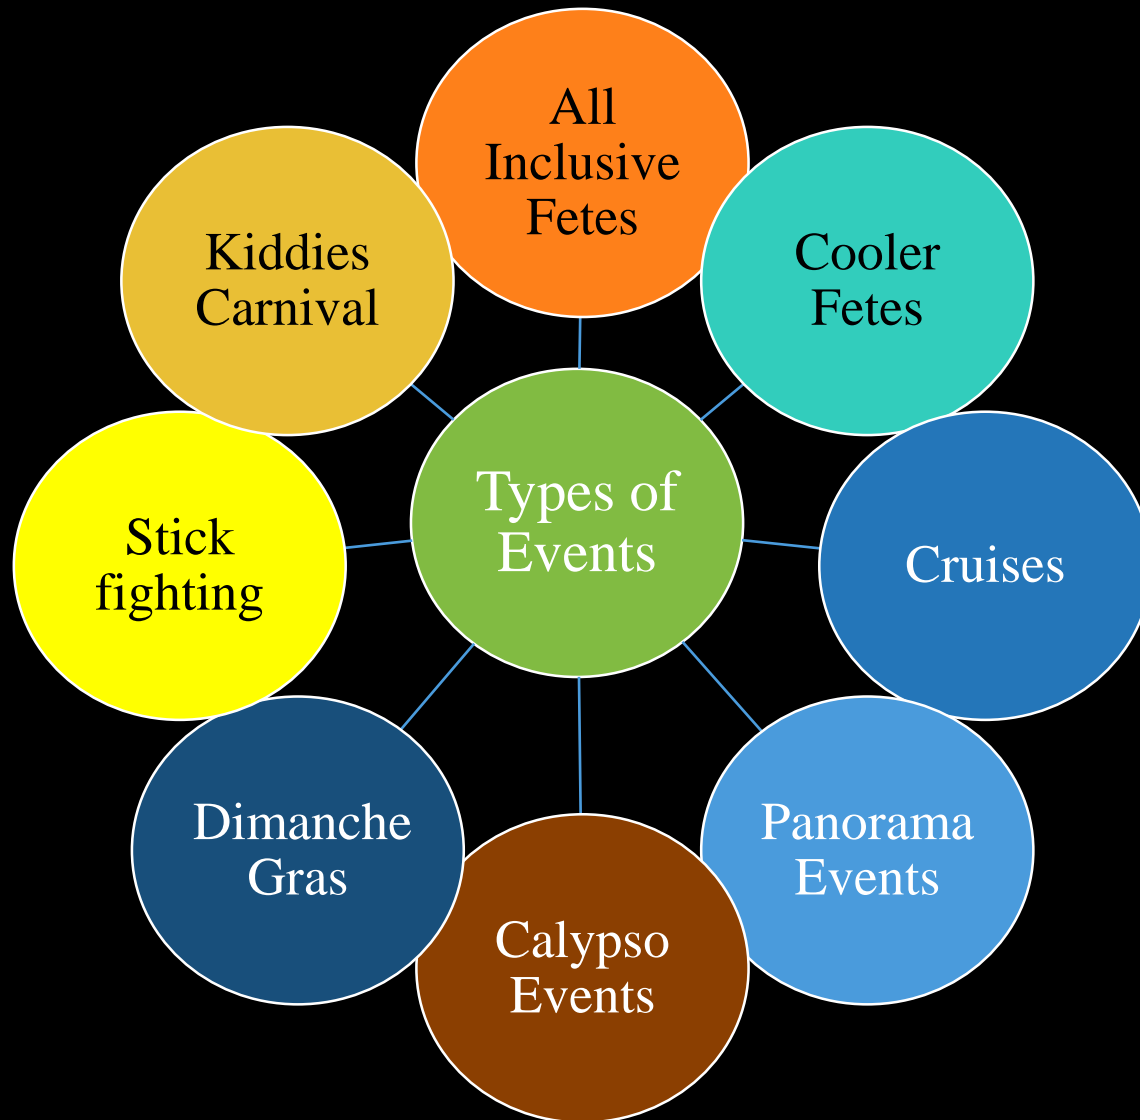 All
Inclusive
Fetes
Cooler
Fetes
Cruises
Panorama
Events
Calypso
Events
Dimanche
Gras
Stick
fighting
Kiddies
Carnival
Types of
Events